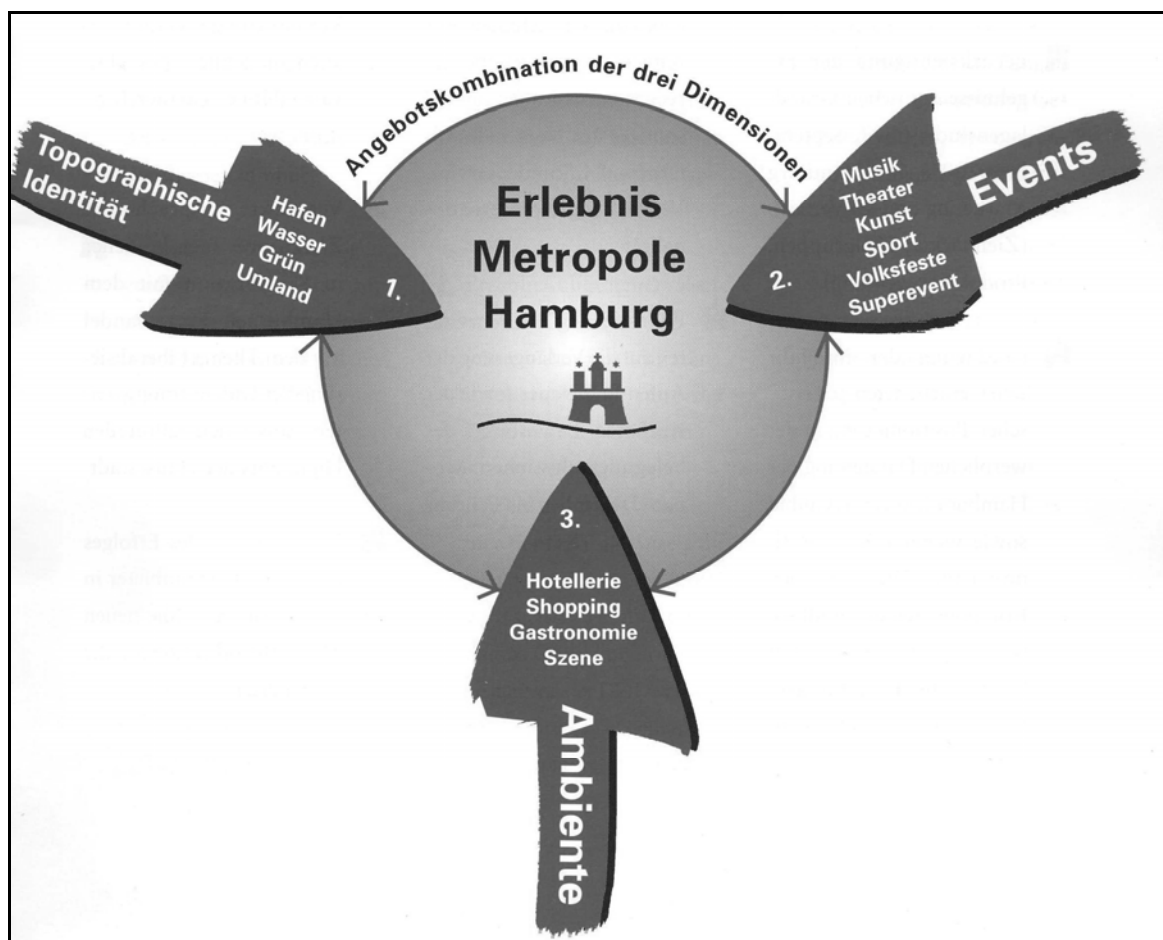 Angebotskombination der drei Dimensionen
Erlebnis
Metropole
Hamburg
Topographische
Identität
Hafen
Wasser
Grün
Umland
1.
Events
Musik
Theater
Kunst
Sport
Volksfeste
Superevent
2.
3.
Hotellerie
Shopping
Gastronomie
Szene
Ambiente